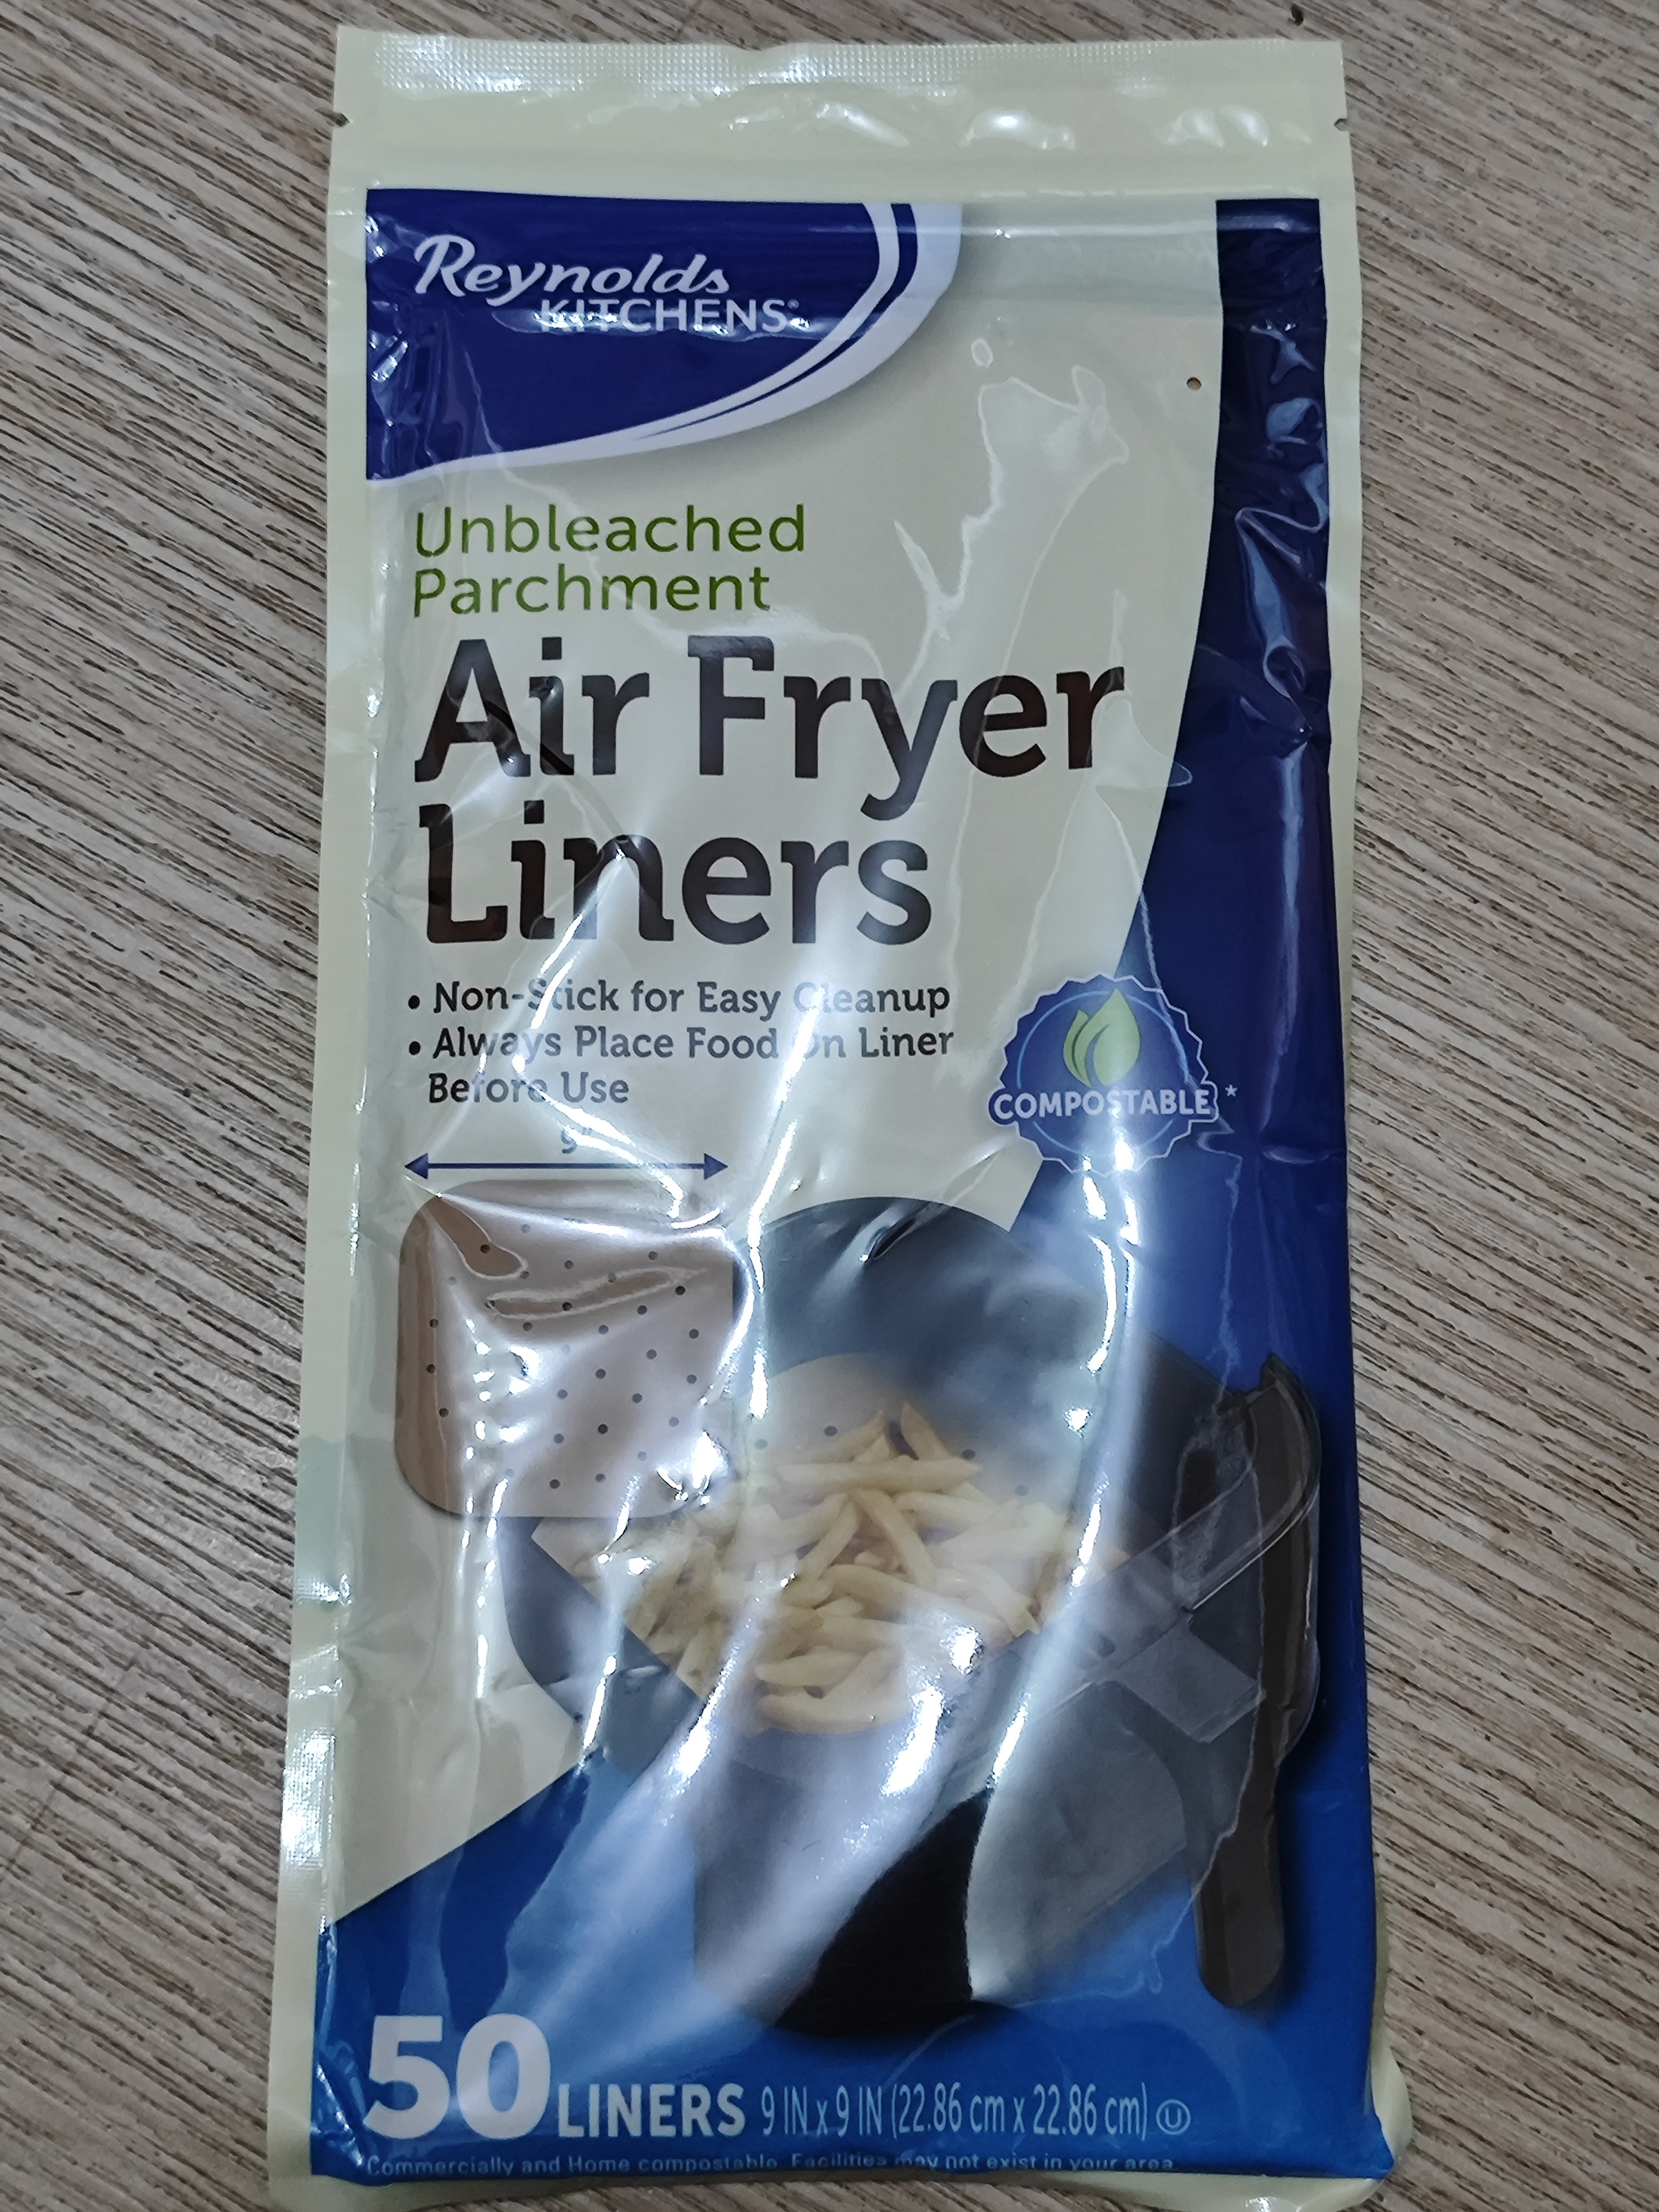 Reynolds
KITCHENS®
Unbleached
Parchment
Air Fryer
Liners
• Non-Stick for Easy Cleanup
• Always Place Food On Liner
Before Use
9"
COMPOSTABLE*
50 LINERS 9 IN x 9 IN (22.86 cm x 22.86 cm) Ⓤ
*Commercially and Home compostable. Facilities may not exist in your area.